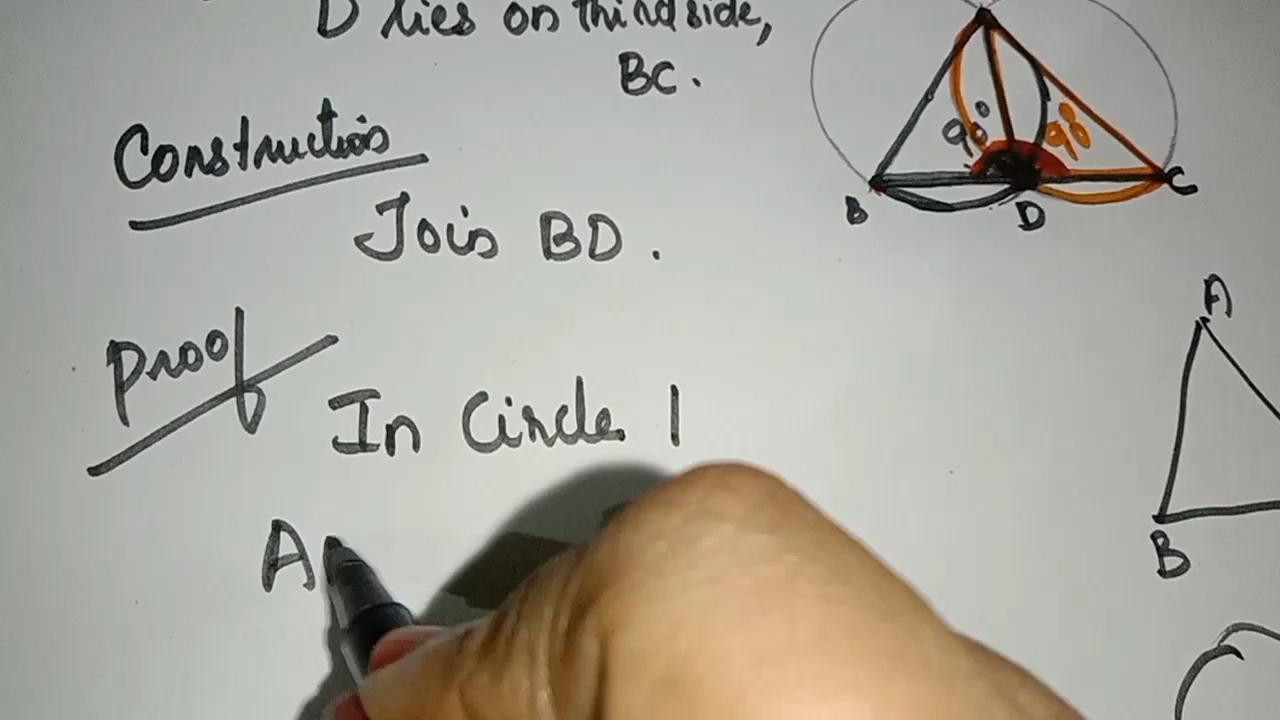 D lies on third side,
BC.
Construction
Join BD.
Proof
In Circle 1
A
90°
90°
B
D
C
A
B